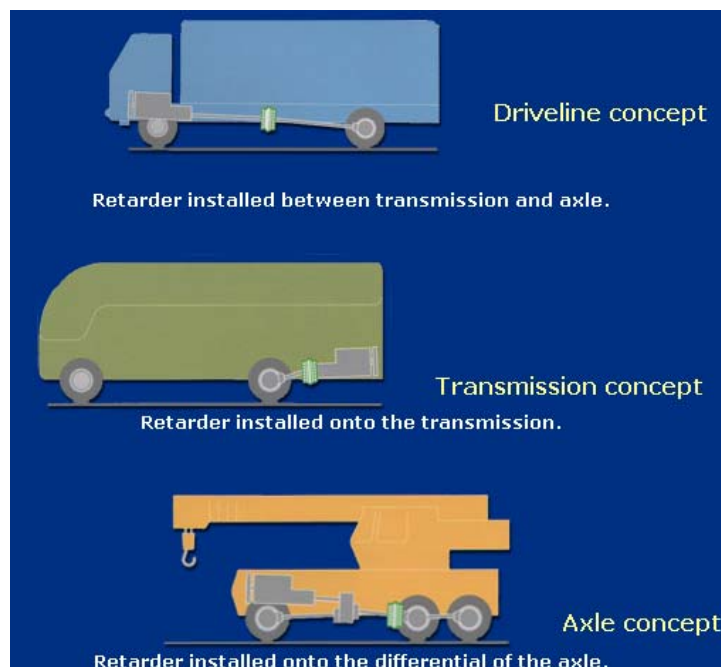 Driveline concept
Retarder installed between transmission and axle.
Transmission concept
Retarder installed onto the transmission.
Axle concept
Retarder installed onto the differential of the axle.